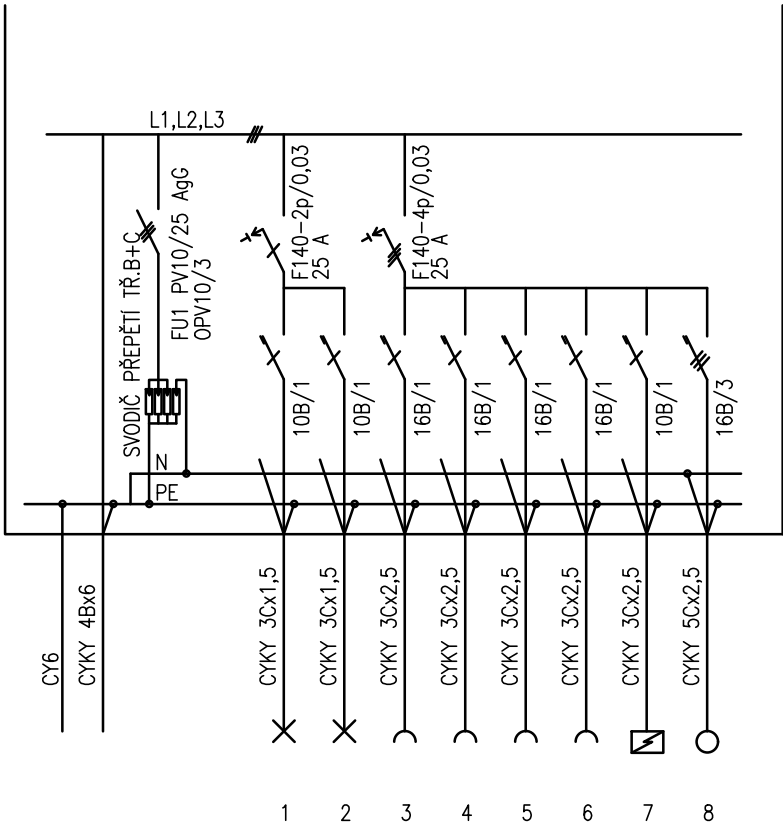 L1,L2,L3
SVODIČ PŘEPĚTÍ TŘ.B+C
FU1 PV10/25 AgG
OPV10/3
F140-2p/0,03
25 A
F140-4p/0,03
25 A
10B/1
10B/1
16B/1
16B/1
16B/1
16B/1
10B/1
16B/3
N
PE
CY6
CYKY 4Bx6
CYKY 3Cx1,5
CYKY 3Cx1,5
CYKY 3Cx2,5
CYKY 3Cx2,5
CYKY 3Cx2,5
CYKY 3Cx2,5
CYKY 3Cx2,5
CYKY 5Cx2,5
1 2 3 4 5 6 7 8